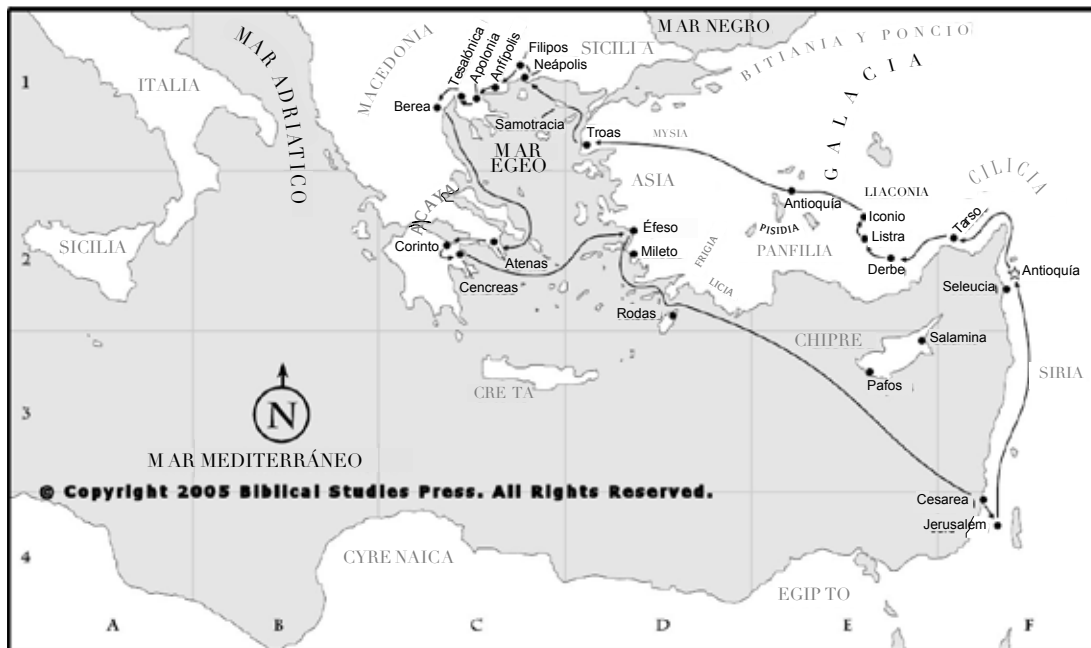 MAR NEGRO
MAR ADRIATICO
MACEDONIA
Tesalónica
Apolonia
Anfípolis
Filipos
Neápolis
SICILIA
BITIANIA Y PONCIO
GALACIA
1
ITALIA
Berea
Samotracia
Troas
MYSIA
MAR
EGEO
ASIA
ACAYA
Antioquía
LIACONIA
CILICIA
PISIDIA
Iconio
Listra
Tarso
SICILIA
Corinto
Atenas
Éfeso
Mileto
FRIGIA
PANFILIA
Derbe
2
Cencreas
LICIA
Antioquía
Seleucia
Rodas
CHIPRE
Salamina
CRETA
Pafos
SIRIA
3
N
MAR MEDITERRÁNEO
© Copyright 2005 Biblical Studies Press. All Rights Reserved.
Cesarea
Jerusalém
4
CYRENAICA
EGIPTO
A B C D E F